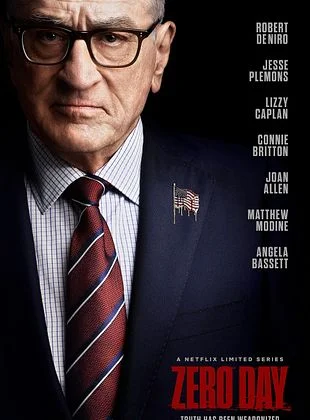 ROBERT
DENIRO
JESSE
PLEMONS
LIZZY
CAPLAN
CONNIE
BRITTON
JOAN
ALLEN
MATTHEW
MODINE
ANGELA
BASSETT
A NETFLIX LIMITED SERIES
ZERO DAY
TRUTH HAS BEEN WEAPONIZED